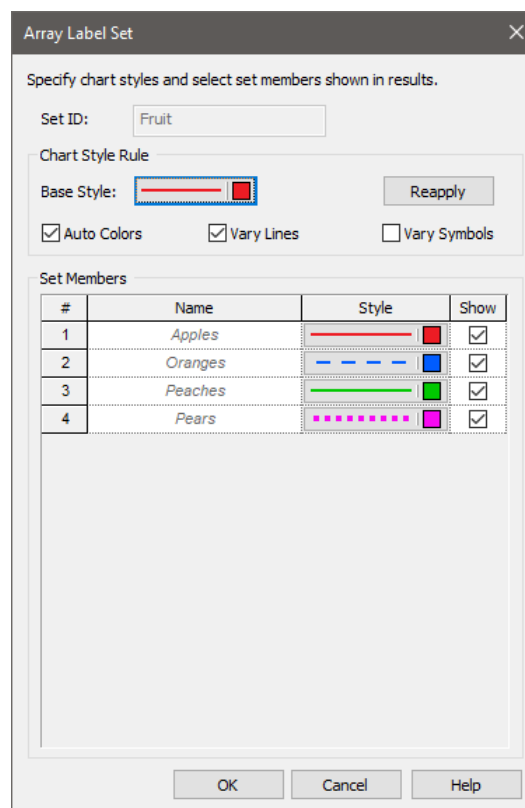 Array Label Set
Specify chart styles and select set members shown in results.
Set ID: Fruit
Chart Style Rule
Base Style: Reapply
Auto Colors Vary Lines Vary Symbols
Set Members
# Name Style Show
1 Apples
2 Oranges
3 Peaches
4 Pears
OK Cancel Help